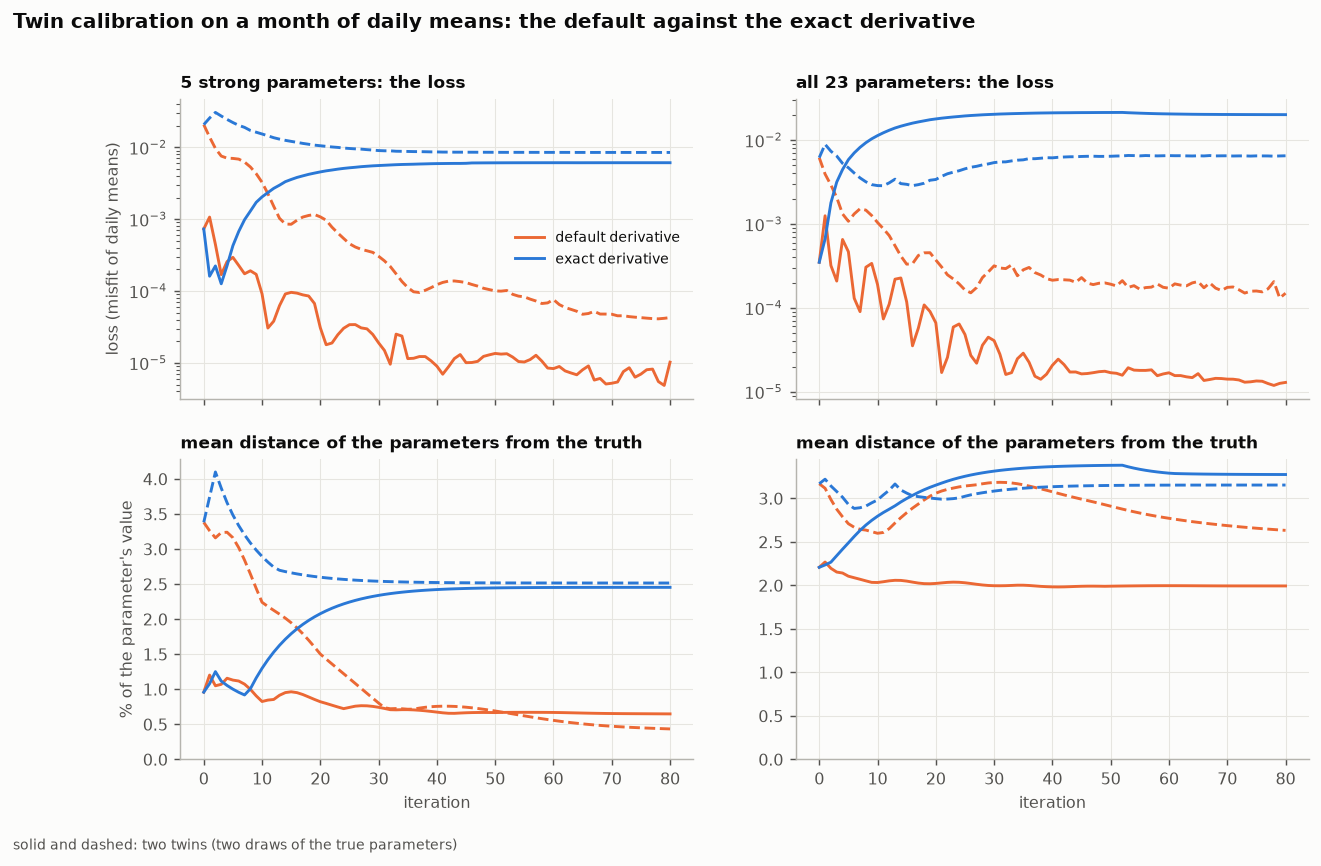 Twin calibration on a month of daily means: the default against the exact derivative
5 strong parameters: the loss
loss (misfit of daily means)
10⁻²
10⁻³
10⁻⁴
10⁻⁵
default derivative
exact derivative
all 23 parameters: the loss
10⁻²
10⁻³
10⁻⁴
10⁻⁵
mean distance of the parameters from the truth
% of the parameter's value
4.0
3.5
3.0
2.5
2.0
1.5
1.0
0.5
0.0
0 10 20 30 40 50 60 70 80
iteration
mean distance of the parameters from the truth
3.0
2.5
2.0
1.5
1.0
0.5
0.0
0 10 20 30 40 50 60 70 80
iteration
solid and dashed: two twins (two draws of the true parameters)